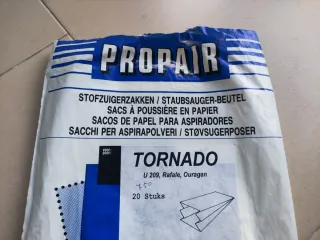 PROPAIR
STOFZUIGERZAKKEN / STAUBSAUGER-BEUTEL
SACS À POUSSIÈRE EN PAPIER
SACOS DE PAPEL PARA ASPIRADORES
SACCHI PER ASPIRAPOLVERI / STØVSUGERPOSER
TORNADO
U 209, Rafale, Ouragan
20 Stuks